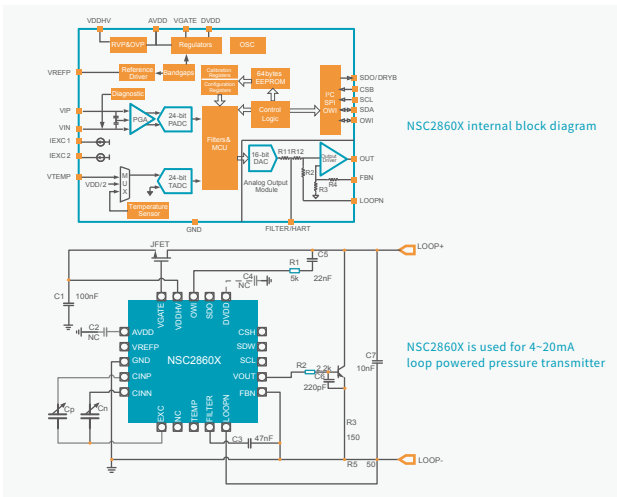 VDDHV
AVDD
VGATE
DVDD
RVP&OVP
Regulators
OSC
VREFP
Reference
Driver
Bandgaps
Calibration
Registers
Configuration
Registers
64bytes
EEPROM
I²C
SPI
OWI
SDO/DRYB
CSB
SCL
SDA
OWI
Diagnostic
VIP
VIN
PGA
24-bit
PADC
Control
Logic
Filters&
MCU
IEXC1
IEXC2
16-bit
DAC
R11
R12
Output
Driver
OUT
VTEMP
VDD/2
MUX
24-bit
TADC
Analog Output
Module
R2
R4
R3
FBN
LOOPN
Temperature
Sensor
GND
FILTER/HART
NSC2860X internal block diagram
JFET
LOOP+
C5
R1
5k
22nF
C4
NC
C1
100nF
VGATE
VDDHV
OWI
SDO
DVDD
C2
NC
AVDD
VREFP
GND
CINP
CINN
NSC2860X
CSH
SDW
SCL
VOUT
FBN
R2
2.2k
C6
220pF
C7
10nF
NSC2860X is used for 4~20mA
loop powered pressure transmitter
Cp
Cn
EXC
NC
TEMP
FILTER
LOOPN
C3
47nF
R3
150
R5
50
LOOP-